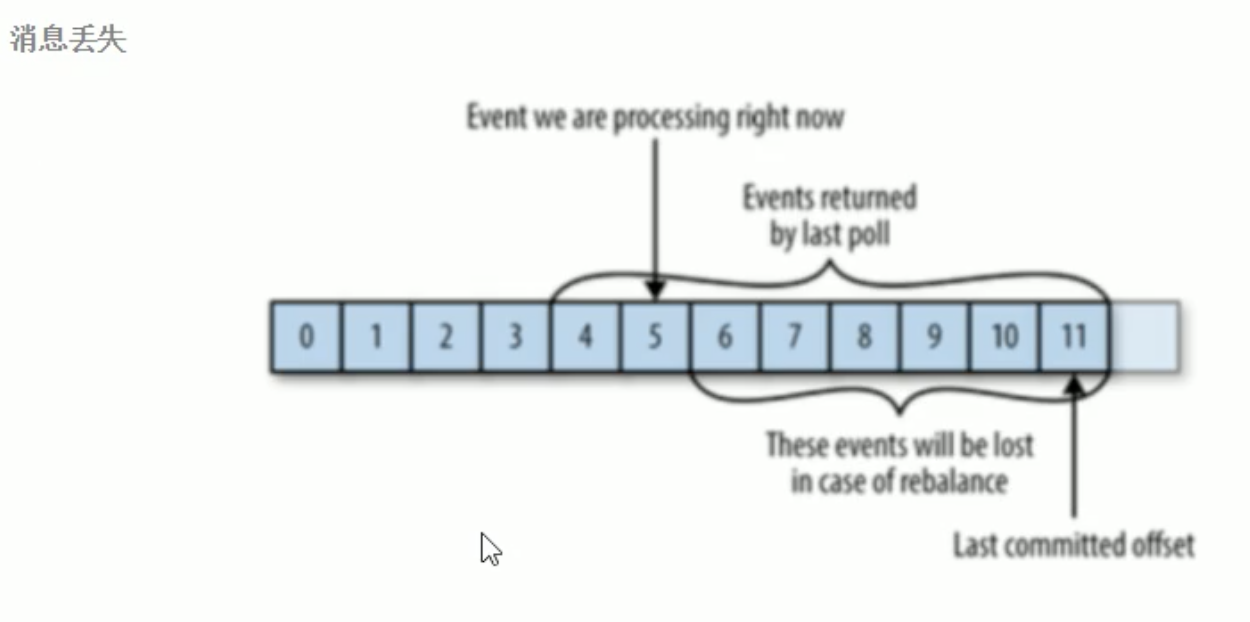 消息丢失
Event we are processing right now
Events returned
by last poll
0 1 2 3 4 5 6 7 8 9 10 11
These events will be lost
in case of rebalance
Last committed offset